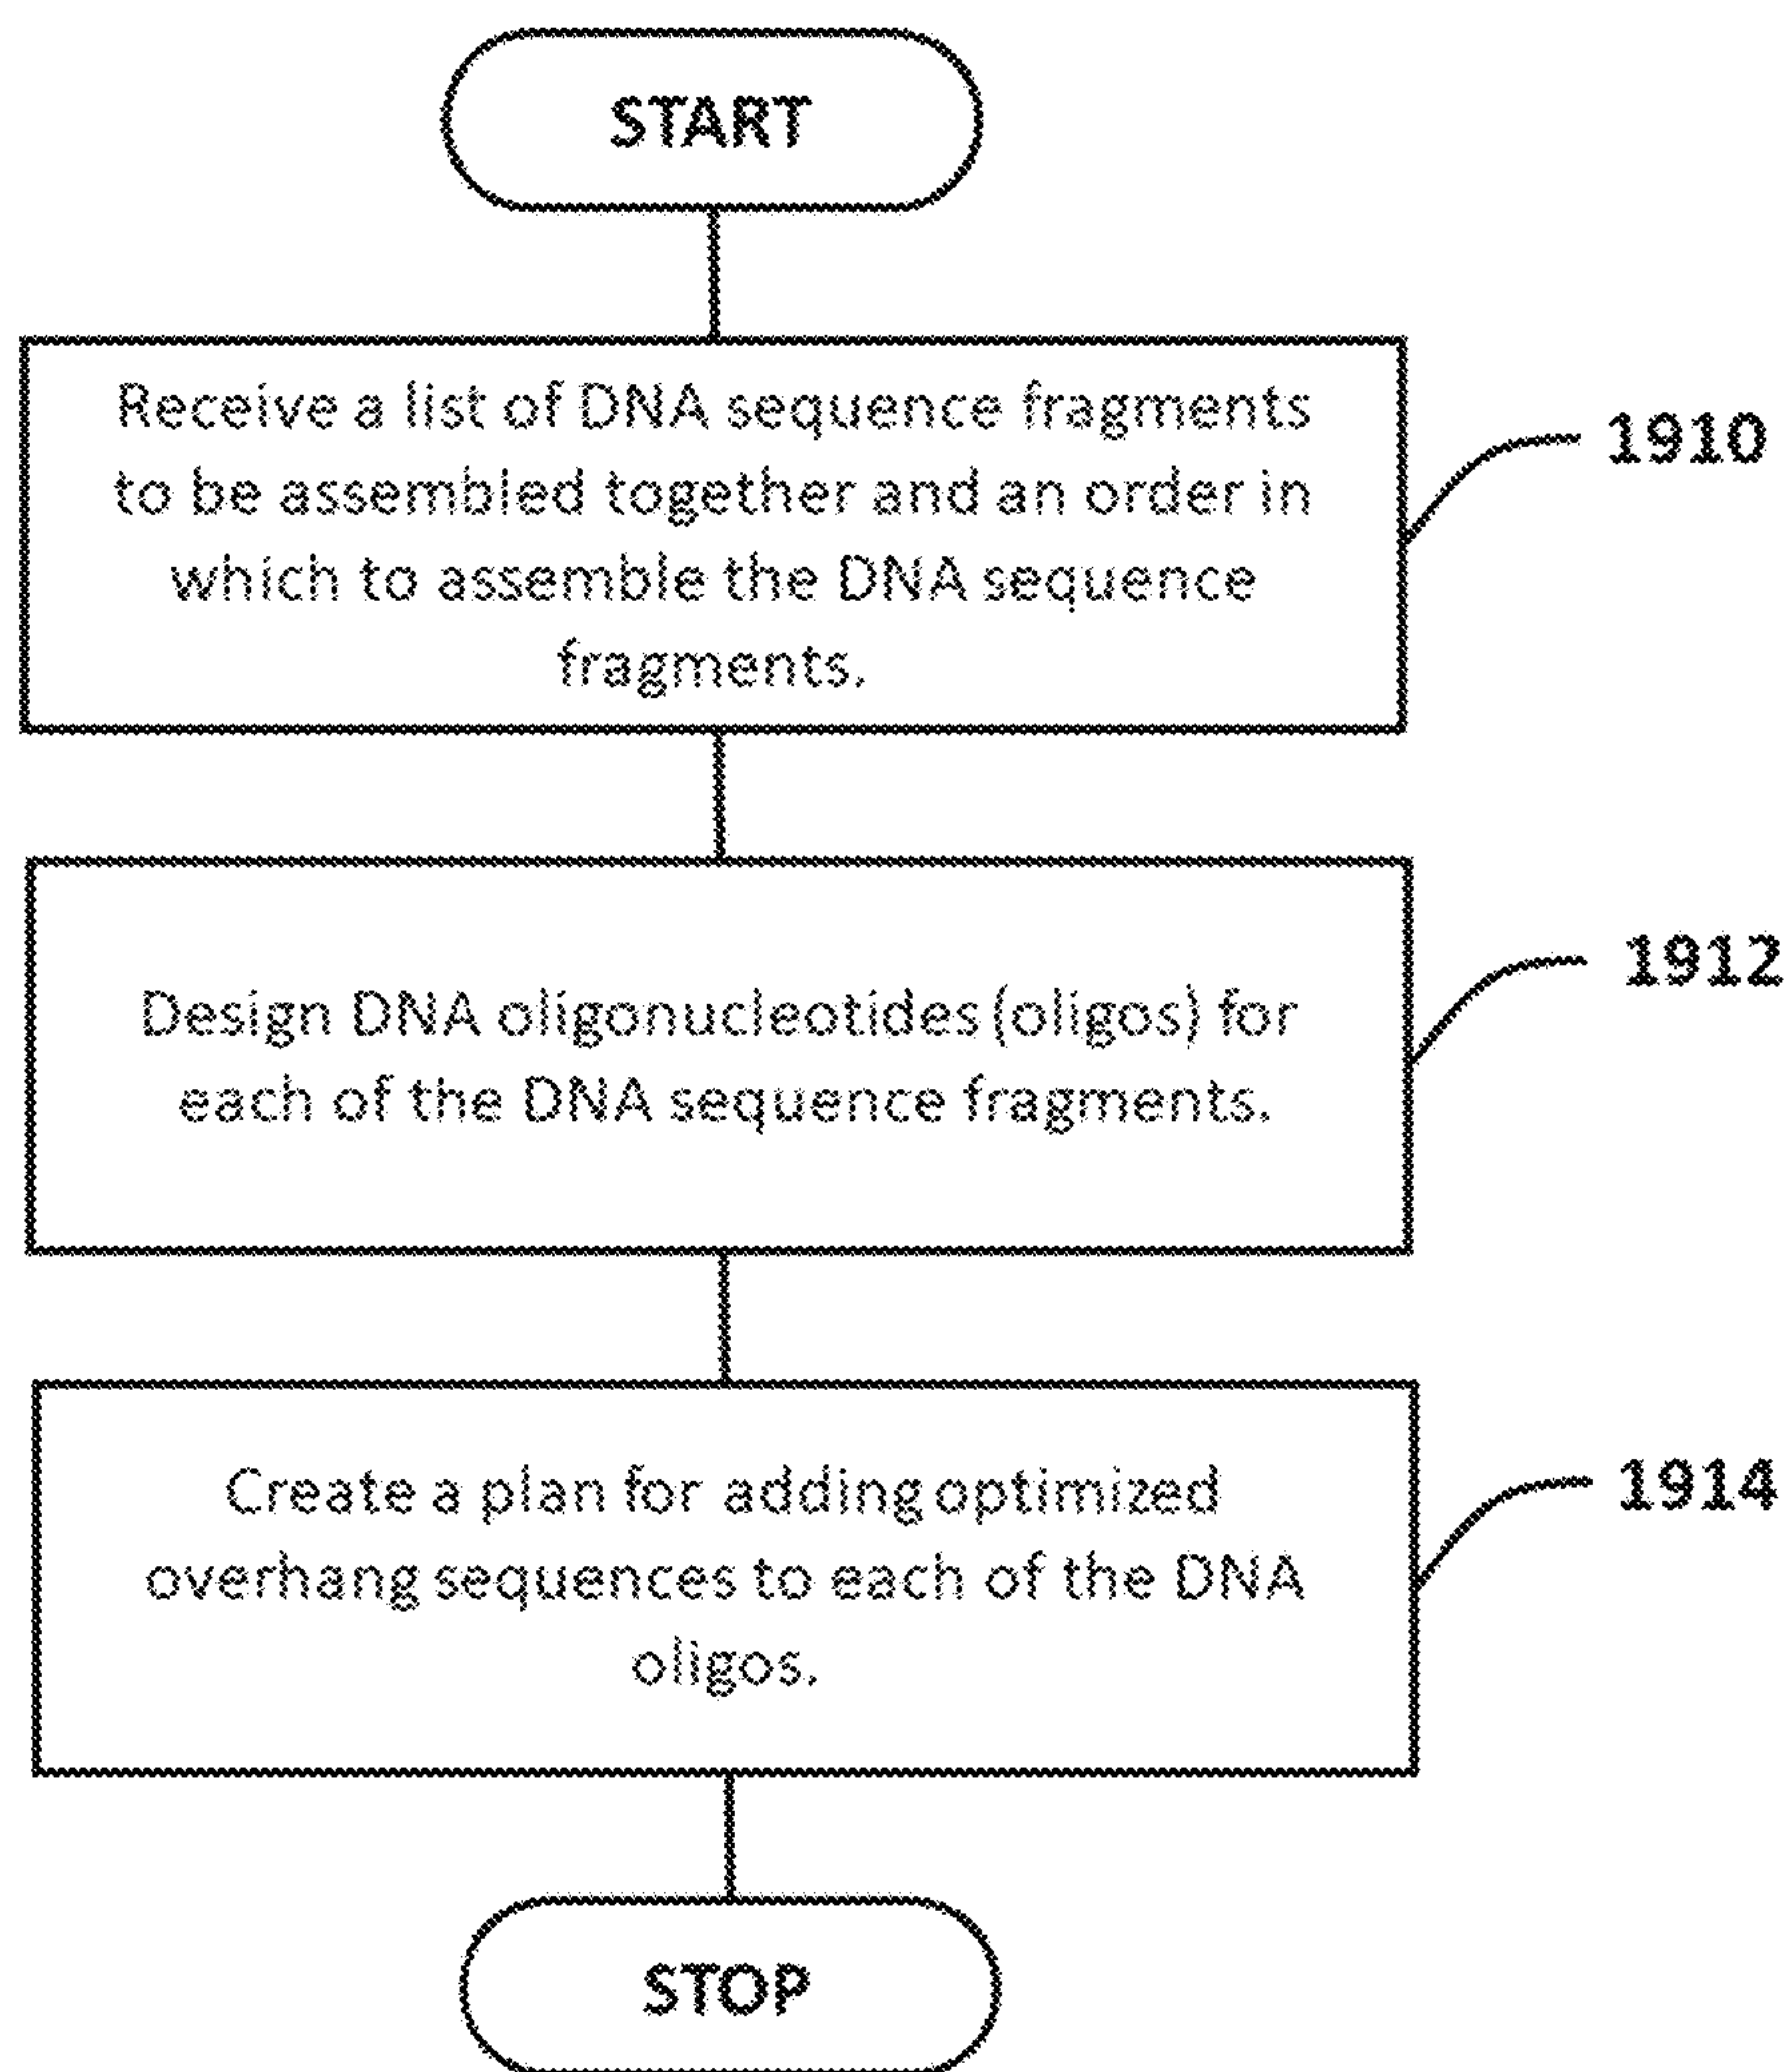 START
Receive a list of DNA sequence fragments
to be assembled together and an order in
which to assemble the DNA sequence
fragments.
1910
Design DNA oligonucleotides (oligos) for
each of the DNA sequence fragments.
1912
Create a plan for adding optimized
overhang sequences to each of the DNA
oligos.
1914
STOP